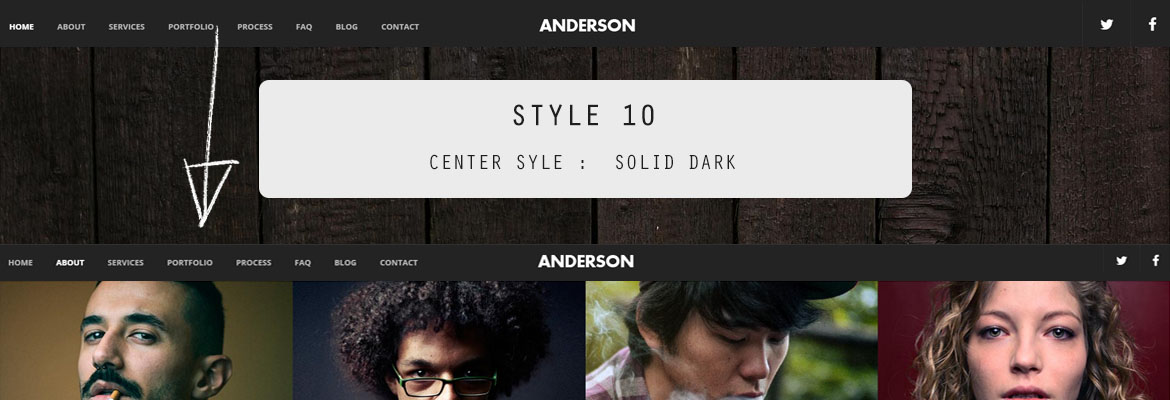 HOME ABOUT SERVICES PORTFOLIO PROCESS FAQ BLOG CONTACT ANDERSON
STYLE 10
CENTER SYLE : SOLID DARK
HOME ABOUT SERVICES PORTFOLIO PROCESS FAQ BLOG CONTACT ANDERSON